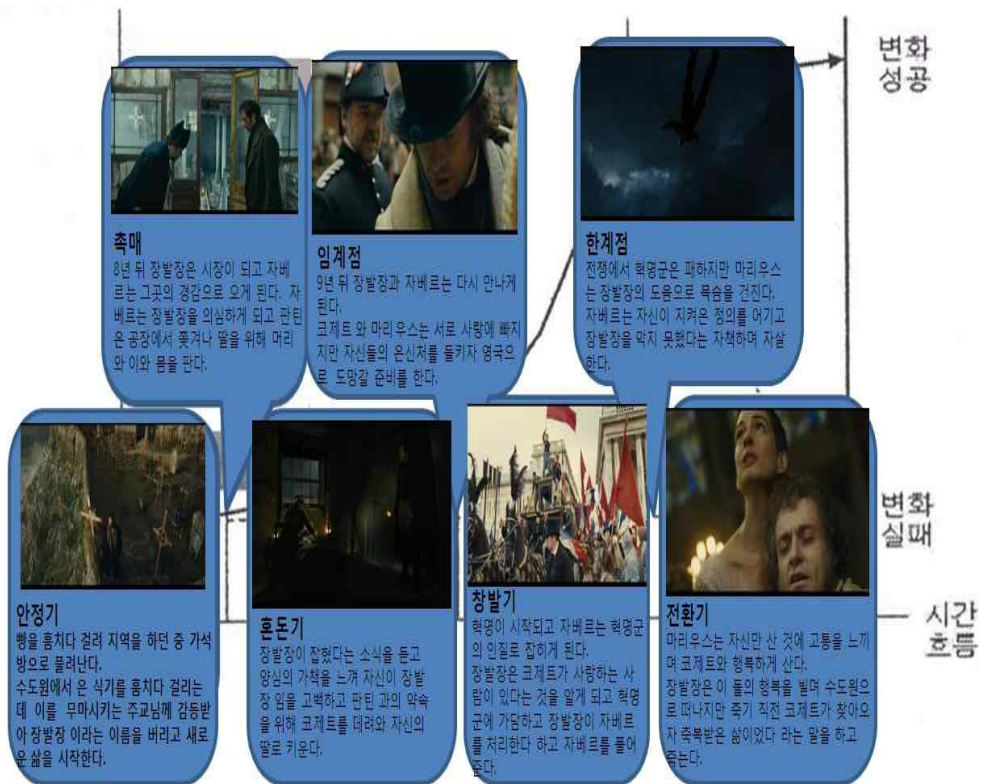 변화
성공
촉매
8년 뒤 장발장은 시장이 되고 자베
르는 그곳의 경감으로 오게 된다. 자
베르는 장발장을 의심하게 되고 판틴
은 공장에서 쫓겨나 딸을 위해 머리
와 이와 몸을 판다.
임계점
9년 뒤 장발장과 자베르는 다시 만나게
된다.
코제트 와 마리 우스는 서로 사랑에 빠지
지만 자신들의 은신처를 들키자 영국으
로 도망갈 준비를 한다.
한계점
전쟁에서 혁명군은 패하지만 마리우스
는 장발장의 도움으로 목숨을 건진다.
자베르는 자신이 지켜온 정의를 어기고
장발장을 막지 못했다는 자책하며 자살
한다.
안정기
빵을 훔치다 걸려 지역을 하던 중 가석
방으로 풀려난다.
수도원에서 은 식기를 훔치다 걸리는
데 이를 무마시키는 주교님께 감동받
아 장발장 이라는 이름을 버리고 새로
운 삶을 시작한다.
혼돈기
장발장이 잡혔다는 소식을 듣고
양심의 가책을 느껴 자신이 장발
장 임을 고백하고 판틴 과의 약속
을 위해 코제트를 데려와 자신의
딸로 키운다.
창발기
혁명이 시작되고 자베르는 혁명군
의 인질로 잡히게 된다.
장발장은 코제트가 사랑하는 사
람이 있다는 것을 알게 되고 혁명
군에 가담하고 장발장이 자베르
를 처리한다 하고 자베르를 풀어
준다.
전환기
마리우스는 자신만 산 것에 고통을 느끼
며 코제트와 행복하게 산다.
장발장은 이 둘의 행복을 빌며 수도원으
로 떠나지만 죽기 직전 코제트가 찾아오
자 축복받은 삶이었다 라는 말을 하고
죽는다.
변화
실패
시간
흐름